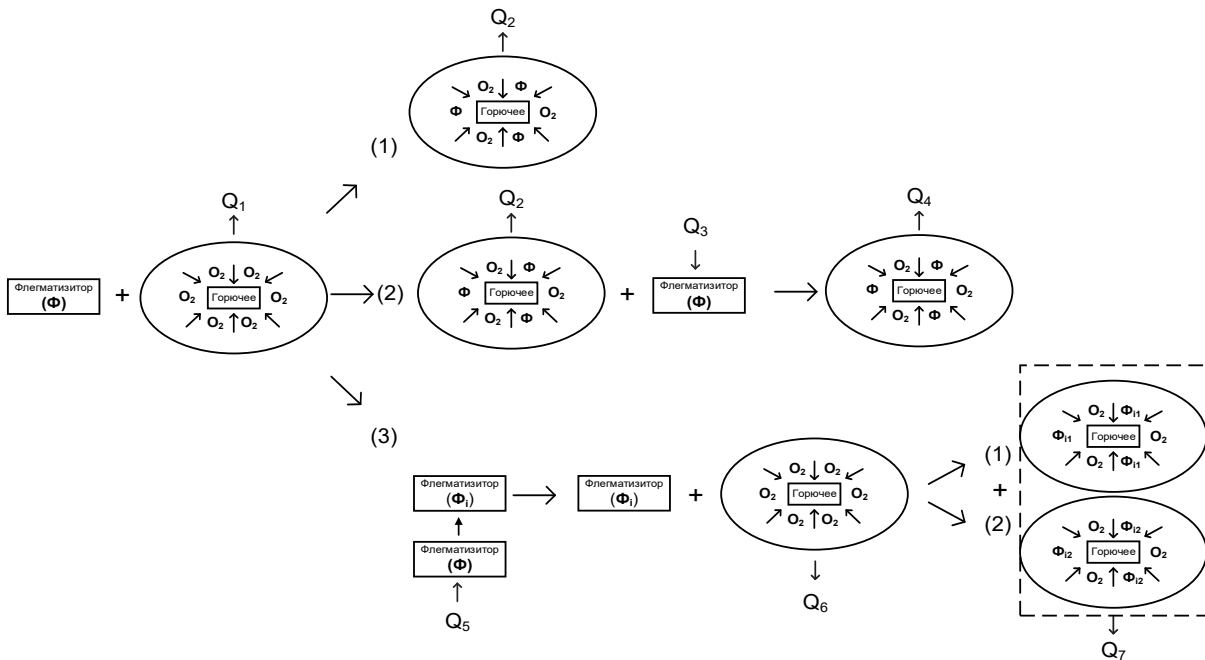 Q₂
O₂ Ф
Ф Горючее O₂
O₂ Ф
(1)
Q₁
O₂ O₂
O₂ Горючее O₂
O₂ O₂
Флегматизитор
(Ф)
+
(2)
Q₂
O₂ Ф
Ф Горючее O₂
O₂ Ф
+
Q₃
Флегматизитор
(Ф)
Q₄
O₂ Ф
Ф Горючее O₂
O₂ Ф
(3)
Флегматизитор
(Фi)
Флегматизитор
(Ф)
Q₅
Флегматизитор
(Фi)
+
O₂ O₂
O₂ Горючее O₂
O₂ O₂
Q₆
(1)
+
(2)
O₂ Фi1
Фi1 Горючее O₂
O₂ Фi1
O₂ Фi2
Фi2 Горючее O₂
O₂ Фi2
Q₇